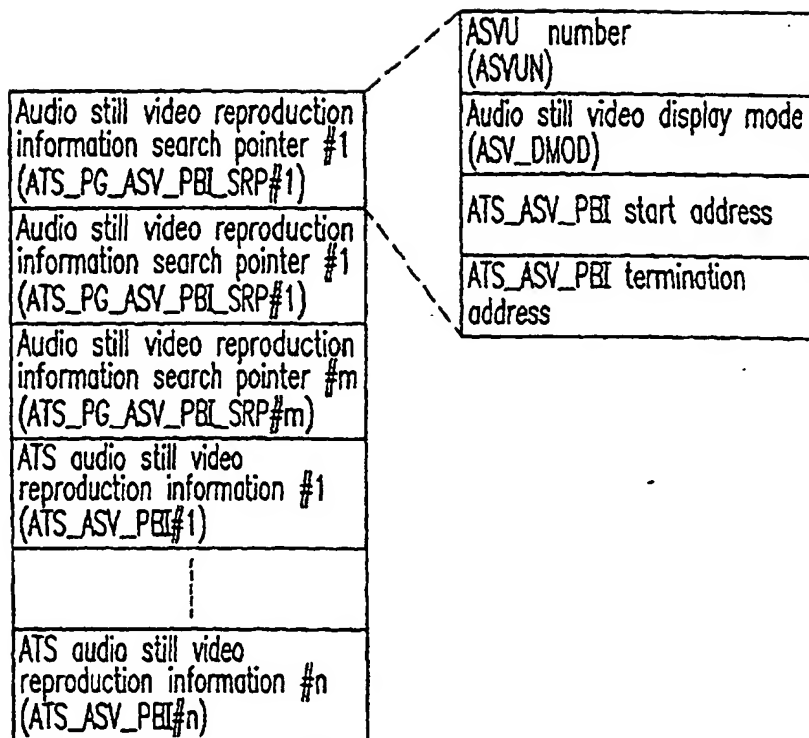 Audio still video reproduction
information search pointer #1
(ATS_PG_ASV_PBI_SRP#1)
Audio still video reproduction
information search pointer #1
(ATS_PG_ASV_PBI_SRP#1)
Audio still video reproduction
information search pointer #m
(ATS_PG_ASV_PBI_SRP#m)
ATS audio still video
reproduction information #1
(ATS_ASV_PBI#1)
ATS audio still video
reproduction information #n
(ATS_ASV_PBI#n)
ASVU number
(ASVUN)
Audio still video display mode
(ASV_DMOD)
ATS_ASV_PBI start address
ATS_ASV_PBI termination
address